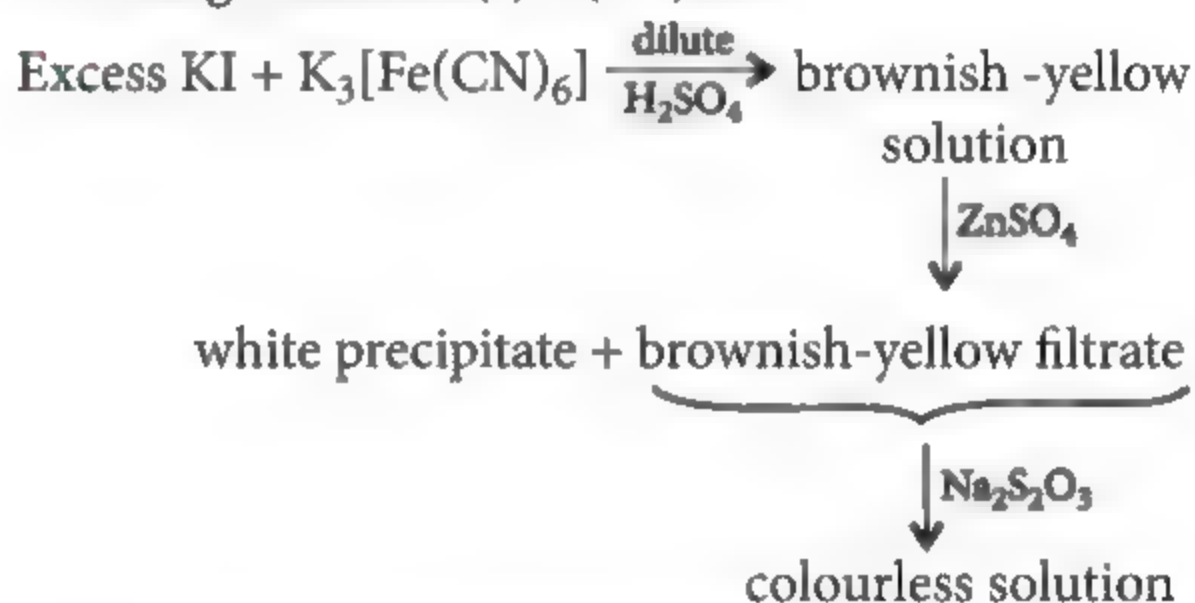 Excess KI + K₃[Fe(CN)₆] dilute H₂SO₄ brownish -yellow
solution
ZnSO₄
white precipitate + brownish-yellow filtrate
Na₂S₂O₃
colourless solution